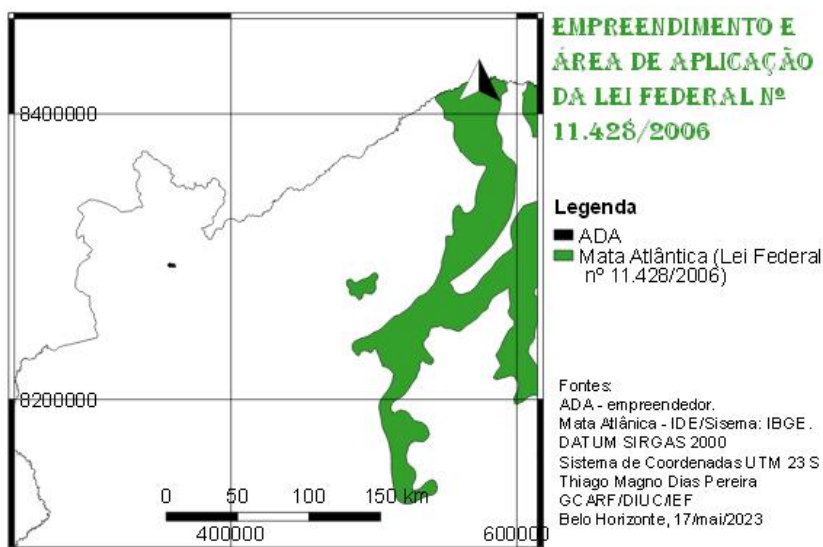 EMPREENDIMENTO E
ÁREA DE APLICAÇÃO
DA LEI FEDERAL Nº
11.428/2006
Legenda
ADA
Mata Atlântica (Lei Federal
nº 11.428/2006)
Fontes:
ADA - empreendedor.
Mata Atlânica - IDE/Sisema: IBGE.
DATUM SIRGAS 2000
Sistema de Coordenadas UTM 23 S
Thiago Magno Dias Pereira
GCARF/DIUC/IEF
Belo Horizonte, 17/mai/2023
8400000
8200000
0 50 100 150 km
400000 600000